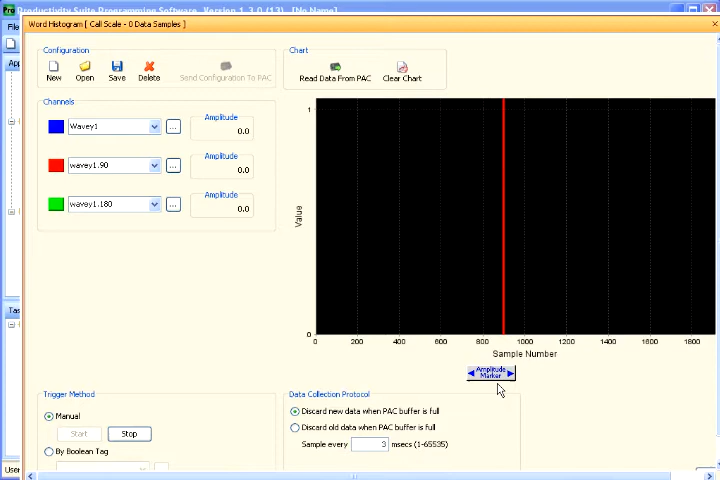 Productivity Suite Programming Software, Version 1.3.0 (13) [No Name]
File
Word Histogram [ Call Scale - 0 Data Samples ]
App
Configuration
New
Open
Save
Delete
Send Configuration To PAC
Chart
Read Data From PAC
Clear Chart
Channels
Wavey1
...
Amplitude
0.0
wavey1.90
...
Amplitude
0.0
wavey1.180
...
Amplitude
0.0
1
Value
0
0 200 400 600 800 1000 1200 1400 1600 1800
Sample Number
Tas
Amplitude
Marker
Trigger Method
Manual
Start
Stop
By Boolean Tag
Data Collection Protocol
Discard new data when PAC buffer is full
Discard old data when PAC buffer is full
Sample every 3 msecs (1-65535)
User